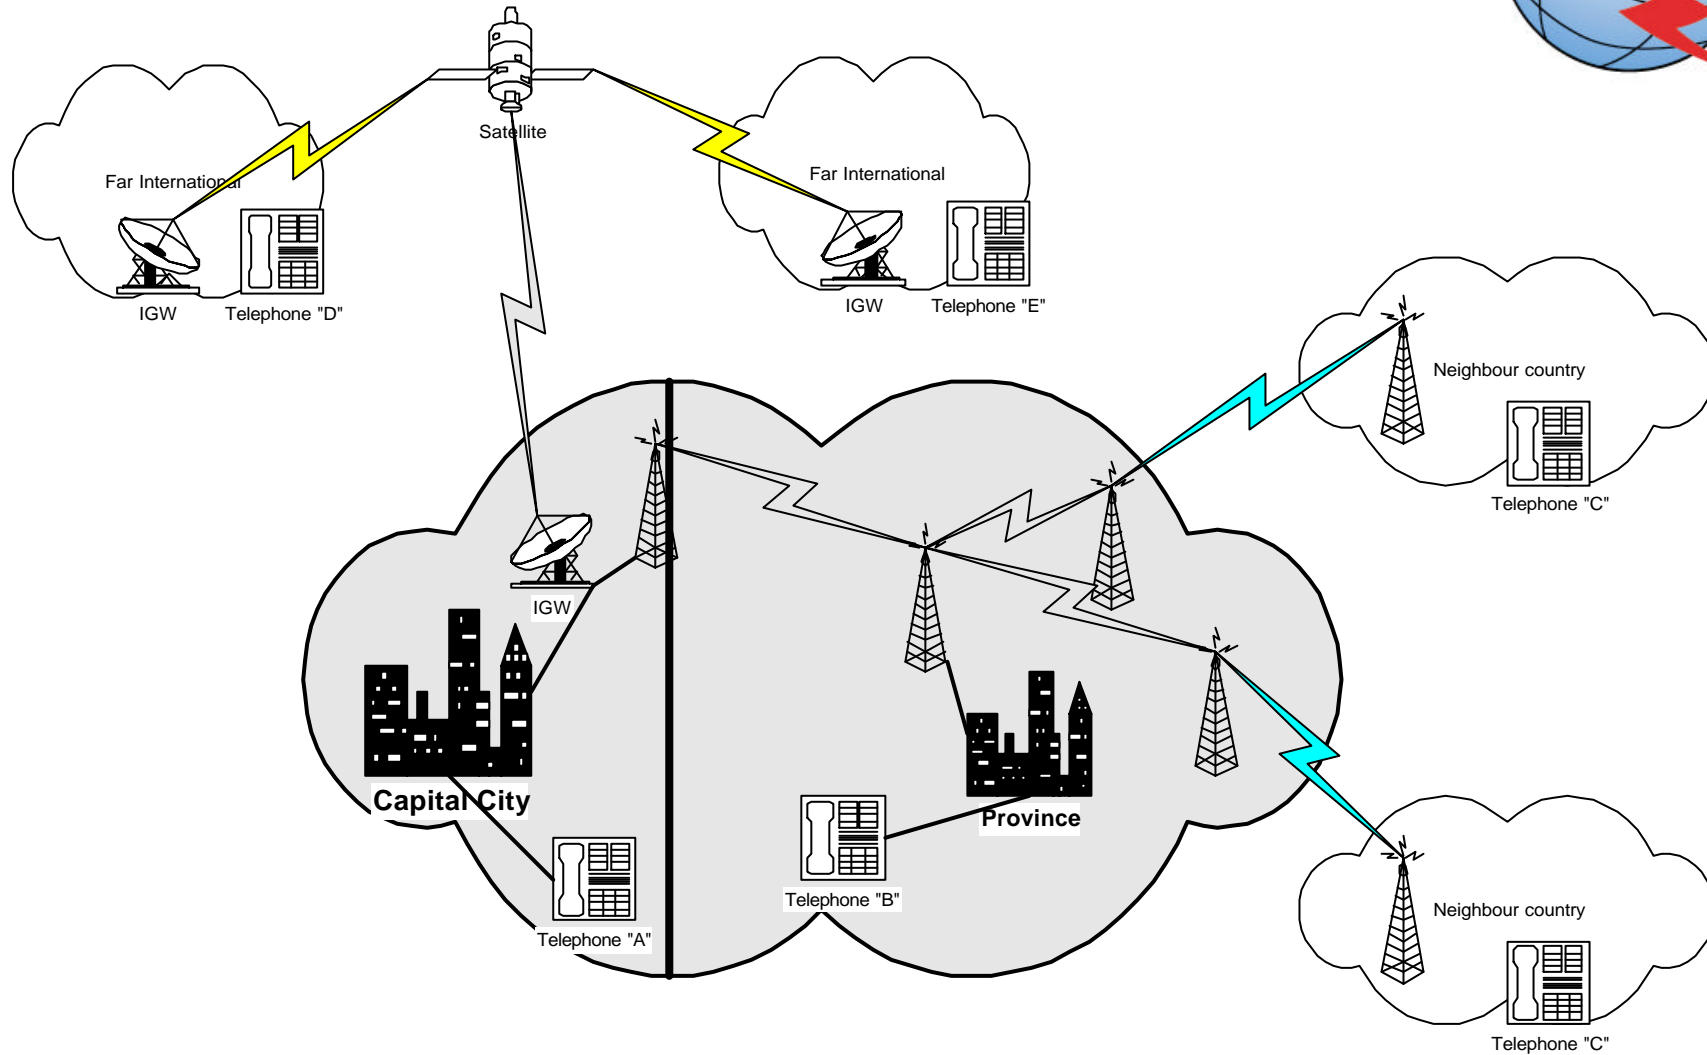 Satellite
Far International
Far International
IGW
Telephone "D"
IGW
Telephone "E"
Neighbour country
Telephone "C"
IGW
Capital City
Province
Telephone "B"
Telephone "A"
Neighbour country
Telephone "C"